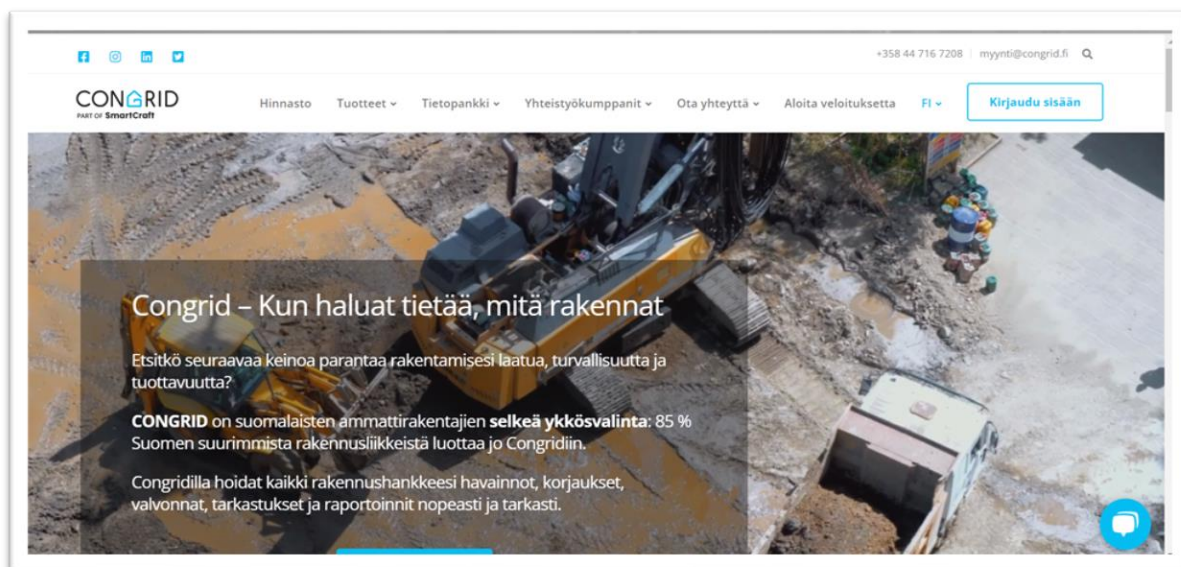 +358 44 716 7208 myynti@congrid.fi
CONGRID
PART OF SmartCraft
Hinnasto Tuotteet Tietopankki Yhteistyökumppanit Ota yhteyttä Aloita veloituksetta FI Kirjaudu sisään
Congrid – Kun haluat tietää, mitä rakennat
Etsitkö seuraavaa keinoa parantaa rakentamisesi laatua, turvallisuutta ja
tuottavuutta?
CONGRID on suomalaisten ammattirakentajien selkeä ykkösvalinta: 85 %
Suomen suurimmista rakennusliikkeistä luottaa jo Congridiin.
Congridilla hoidat kaikki rakennushankkeesi havainnot, korjaukset,
valvonnat, tarkastukset ja raportoinnit nopeasti ja tarkasti.